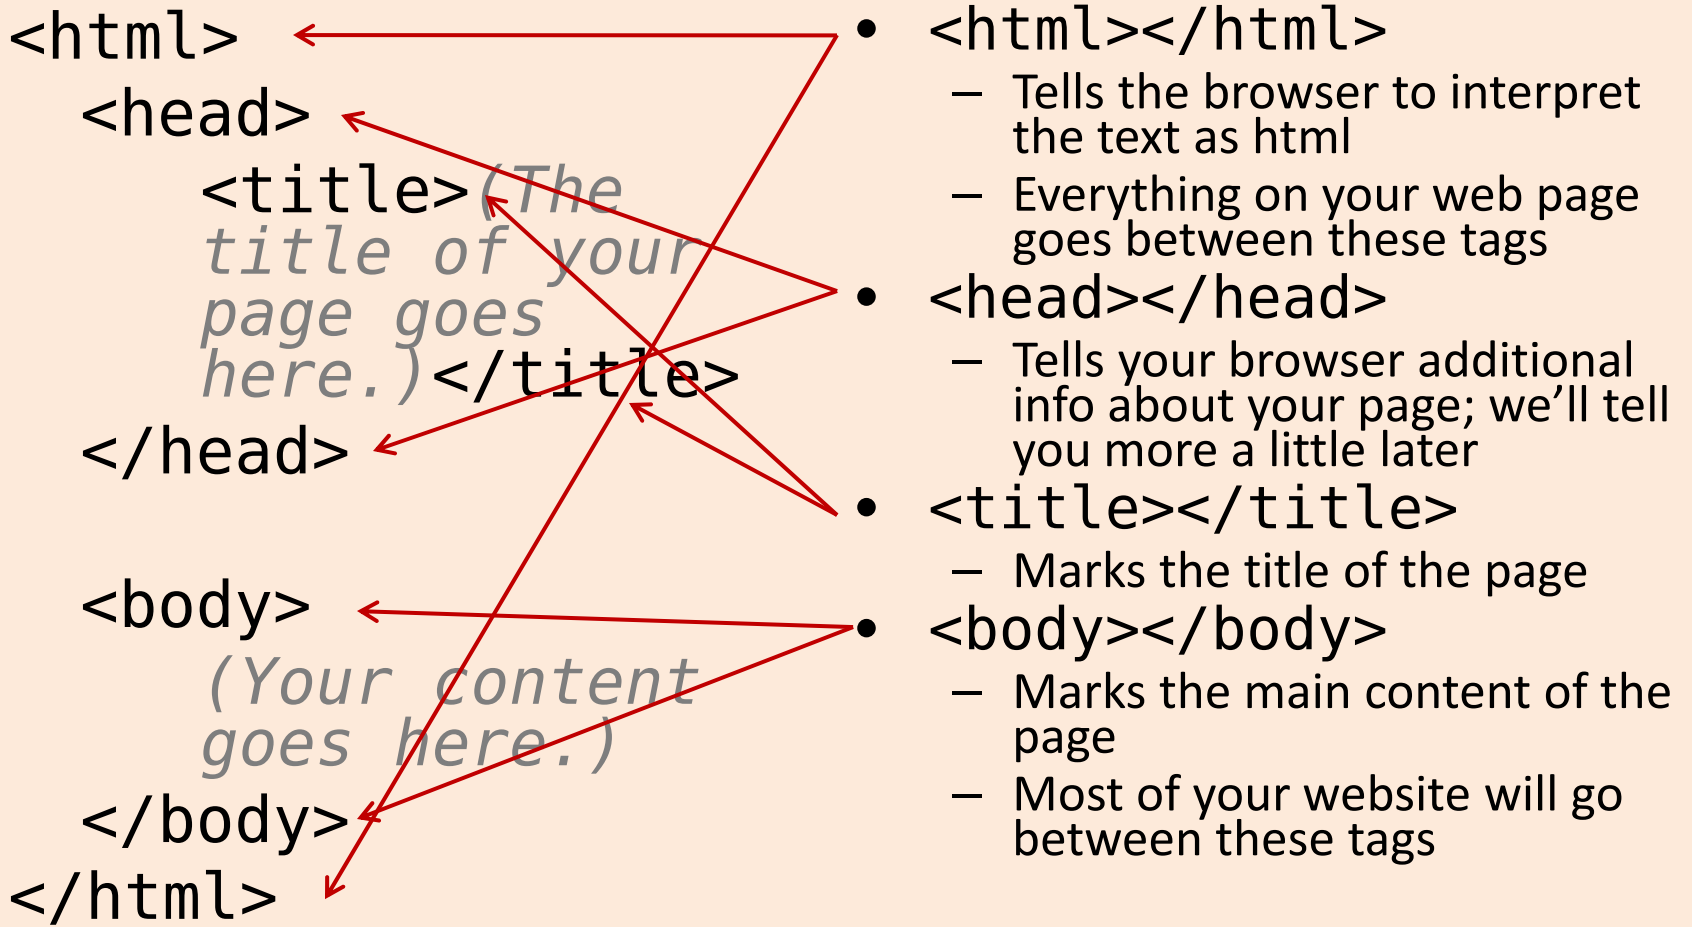 <html>
<head>
<title>(The
title of your
page goes
here.)</title>
</head>
<body>
(Your content
goes here.)
</body>
</html>
• <html></html>
– Tells the browser to interpret
the text as html
– Everything on your web page
goes between these tags
• <head></head>
– Tells your browser additional
info about your page; we’ll tell
you more a little later
• <title></title>
– Marks the title of the page
• <body></body>
– Marks the main content of the
page
– Most of your website will go
between these tags